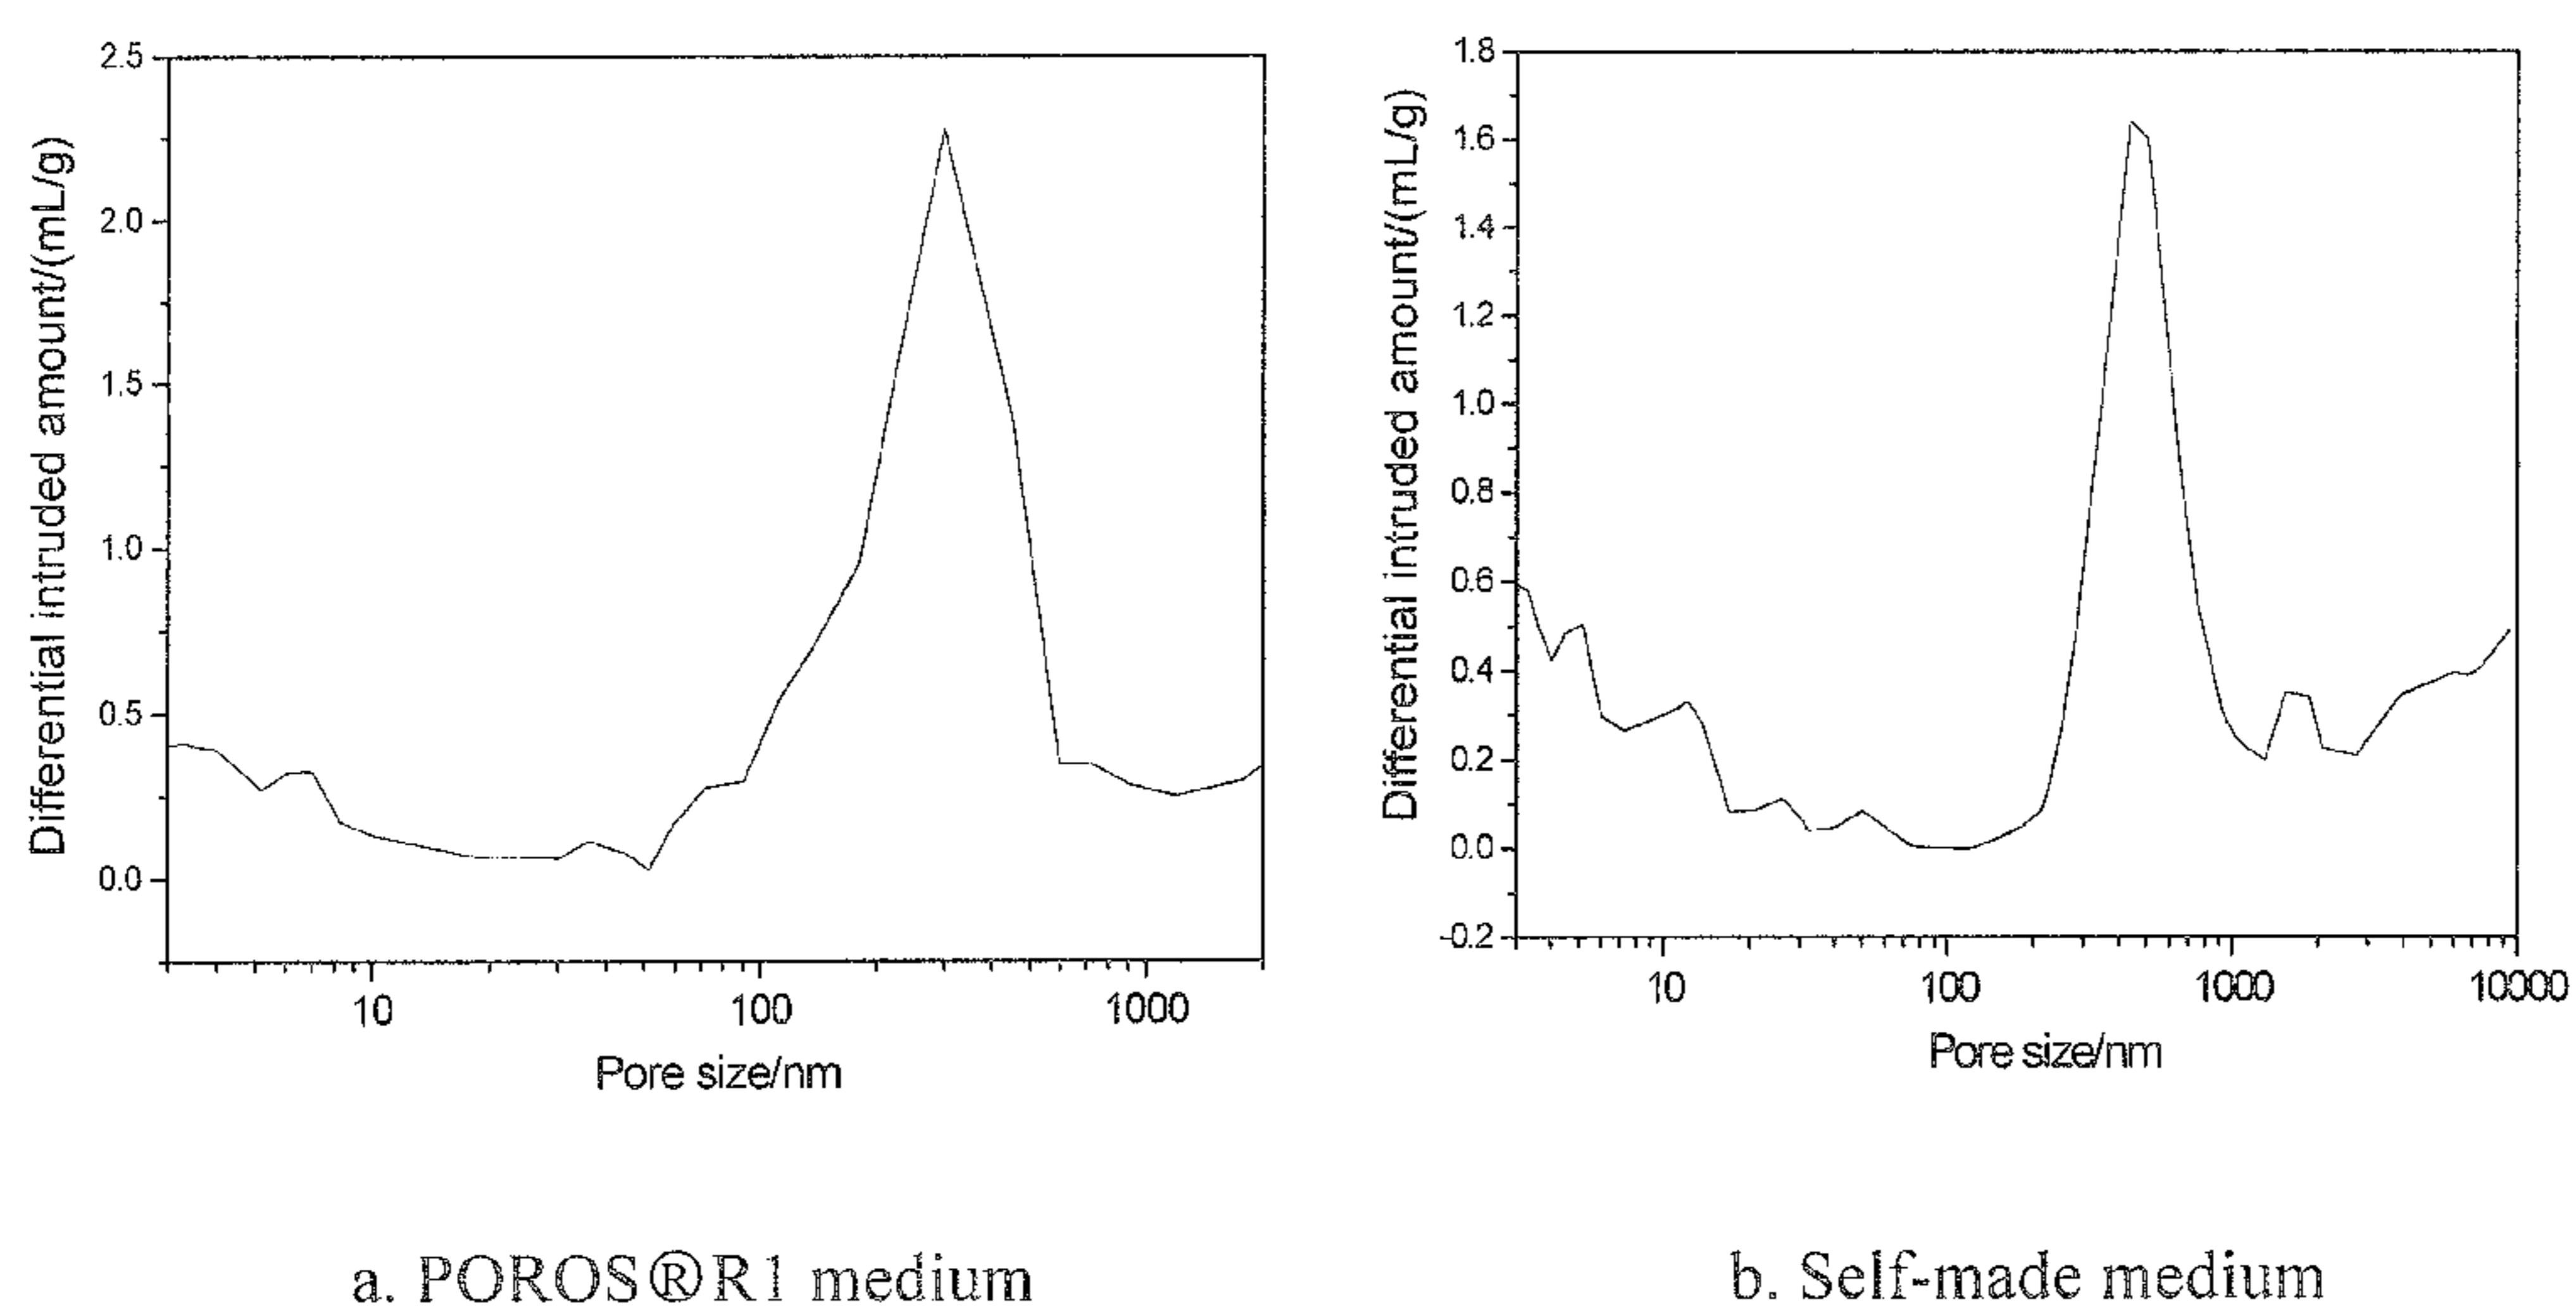 Differential intruded amount/(mL/g)
2.5
2.0
1.5
1.0
0.5
0.0
10 100 1000
Pore size/nm
a. POROS®R1 medium
Differential intruded amount/(mL/g)
1.8
1.6
1.4
1.2
1.0
0.8
0.6
0.4
0.2
0.0
-0.2
10 100 1000 10000
Pore size/nm
b. Self-made medium